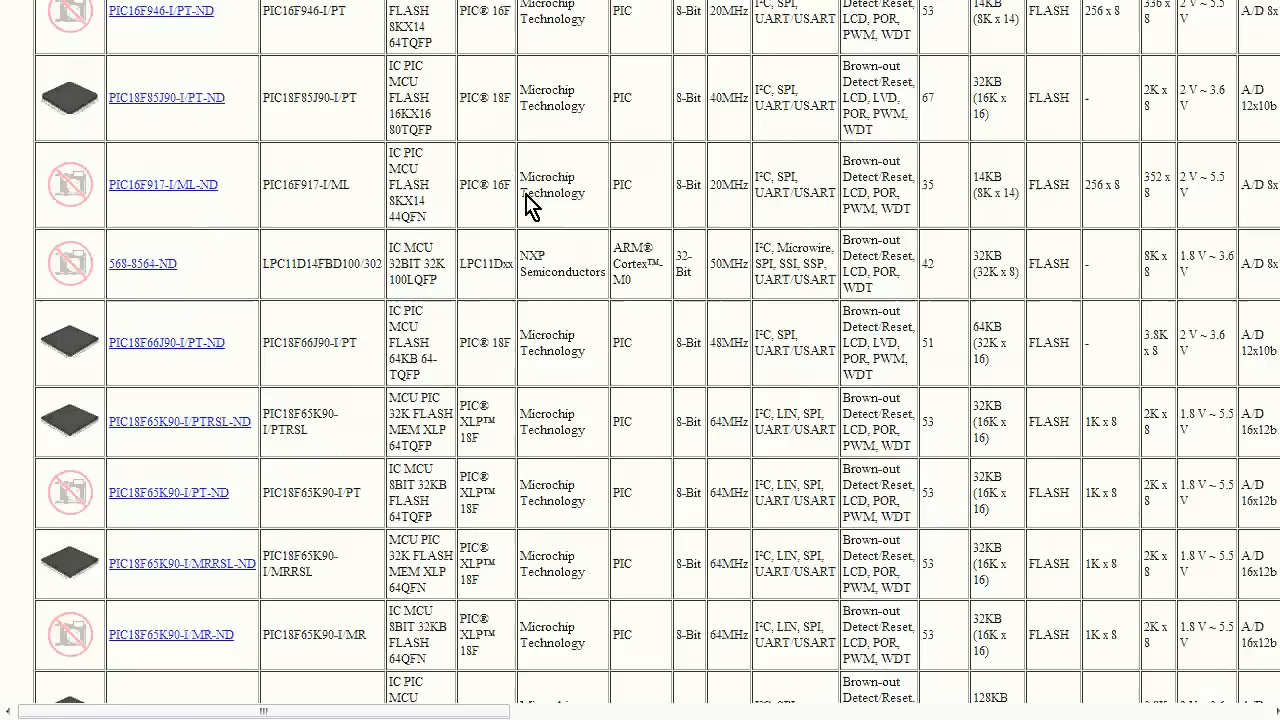 PIC16F946-I/PT-ND PIC16F946-I/PT FLASH 8KX14 64TQFP PIC® 16F Microchip Technology PIC 8-Bit 20MHz I²C, SPI, UART/USART Detect/Reset, LCD, POR, PWM, WDT 53 14KB (8K x 14) FLASH 256 x 8 336 x 8 2 V ~ 5.5 V A/D 8x
PIC18F85J90-I/PT-ND PIC18F85J90-I/PT IC PIC MCU FLASH 16KX16 80TQFP PIC® 18F Microchip Technology PIC 8-Bit 40MHz I²C, SPI, UART/USART Brown-out Detect/Reset, LCD, LVD, POR, PWM, WDT 67 32KB (16K x 16) FLASH - 2K x 8 2 V ~ 3.6 V A/D 12x10b
PIC16F917-I/ML-ND PIC16F917-I/ML IC PIC MCU FLASH 8KX14 44QFN PIC® 16F Microchip Technology PIC 8-Bit 20MHz I²C, SPI, UART/USART Brown-out Detect/Reset, LCD, POR, PWM, WDT 35 14KB (8K x 14) FLASH 256 x 8 352 x 8 2 V ~ 5.5 V A/D 8x
568-8564-ND LPC11D14FBD100/302 IC MCU 32BIT 32K 100LQFP LPC11Dxx NXP Semiconductors ARM® Cortex™-M0 32-Bit 50MHz I²C, Microwire, SPI, SSI, SSP, UART/USART Brown-out Detect/Reset, LCD, POR, WDT 42 32KB (32K x 8) FLASH - 8K x 8 1.8 V ~ 3.6 V A/D 8x
PIC18F66J90-I/PT-ND PIC18F66J90-I/PT IC PIC MCU FLASH 64KB 64-TQFP PIC® 18F Microchip Technology PIC 8-Bit 48MHz I²C, SPI, UART/USART Brown-out Detect/Reset, LCD, LVD, POR, PWM, WDT 51 64KB (32K x 16) FLASH - 3.8K x 8 2 V ~ 3.6 V A/D 12x10b
PIC18F65K90-I/PTRSL-ND PIC18F65K90-I/PTRSL MCU PIC 32K FLASH MEM XLP 64TQFP PIC® XLP™ 18F Microchip Technology PIC 8-Bit 64MHz I²C, LIN, SPI, UART/USART Brown-out Detect/Reset, LCD, POR, PWM, WDT 53 32KB (16K x 16) FLASH 1K x 8 2K x 8 1.8 V ~ 5.5 V A/D 16x12b
PIC18F65K90-I/PT-ND PIC18F65K90-I/PT IC MCU 8BIT 32KB FLASH 64TQFP PIC® XLP™ 18F Microchip Technology PIC 8-Bit 64MHz I²C, LIN, SPI, UART/USART Brown-out Detect/Reset, LCD, POR, PWM, WDT 53 32KB (16K x 16) FLASH 1K x 8 2K x 8 1.8 V ~ 5.5 V A/D 16x12b
PIC18F65K90-I/MRRSL-ND PIC18F65K90-I/MRRSL MCU PIC 32K FLASH MEM XLP 64QFN PIC® XLP™ 18F Microchip Technology PIC 8-Bit 64MHz I²C, LIN, SPI, UART/USART Brown-out Detect/Reset, LCD, POR, PWM, WDT 53 32KB (16K x 16) FLASH 1K x 8 2K x 8 1.8 V ~ 5.5 V A/D 16x12b
PIC18F65K90-I/MR-ND PIC18F65K90-I/MR IC MCU 8BIT 32KB FLASH 64QFN PIC® XLP™ 18F Microchip Technology PIC 8-Bit 64MHz I²C, LIN, SPI, UART/USART Brown-out Detect/Reset, LCD, POR, PWM, WDT 53 32KB (16K x 16) FLASH 1K x 8 2K x 8 1.8 V ~ 5.5 V A/D 16x12b
IC PIC MCU Brown-out Detect/Reset, 128KB